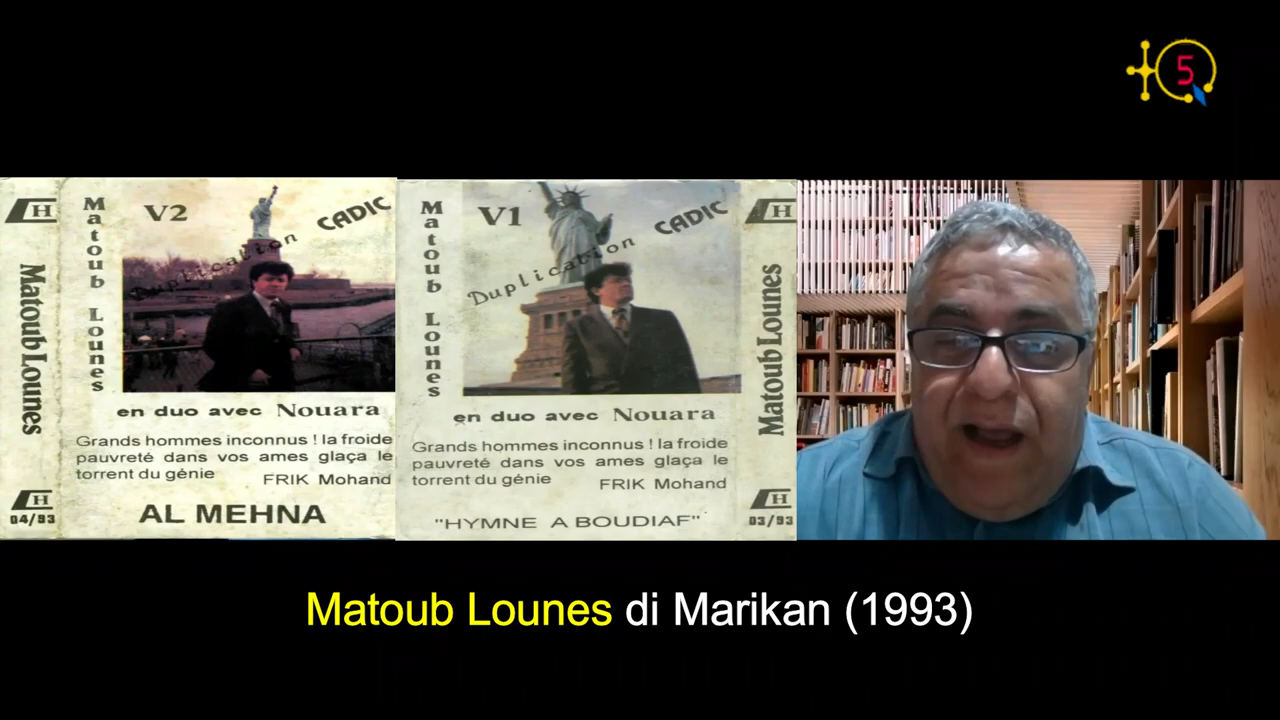 5
H
Matoub Lounes
H
04/93
Matoub Lounes
V2
CADIC
Duplication
en duo avec Nouara
Grands hommes inconnus ! la froide
pauvreté dans vos ames glaça le
torrent du génie
FRIK Mohand
AL MEHNA
Matoub Lounes
V1
CADIC
Duplication
en duo avec Nouara
Grands hommes inconnus ! la froide
pauvreté dans vos ames glaça le
torrent du génie
FRIK Mohand
"HYMNE A BOUDIAF"
H
Matoub Lounes
H
03/93
Matoub Lounes di Marikan (1993)